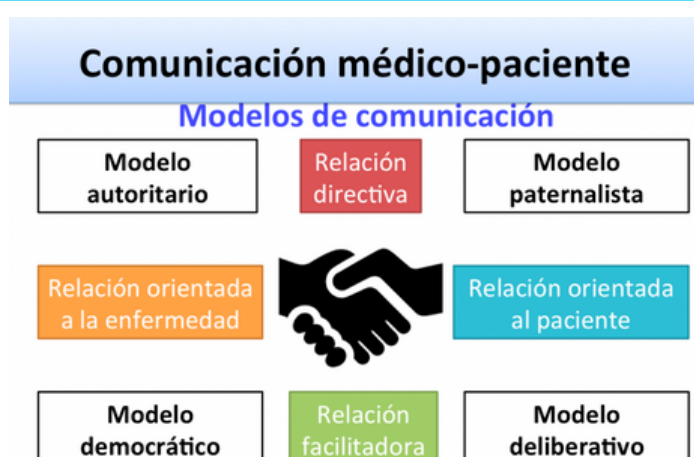 Comunicación médico-paciente
Modelos de comunicación
Modelo
autoritario
Relación
directiva
Modelo
paternalista
Relación orientada
a la enfermedad
Relación orientada
al paciente
Modelo
democrático
Relación
facilitadora
Modelo
deliberativo